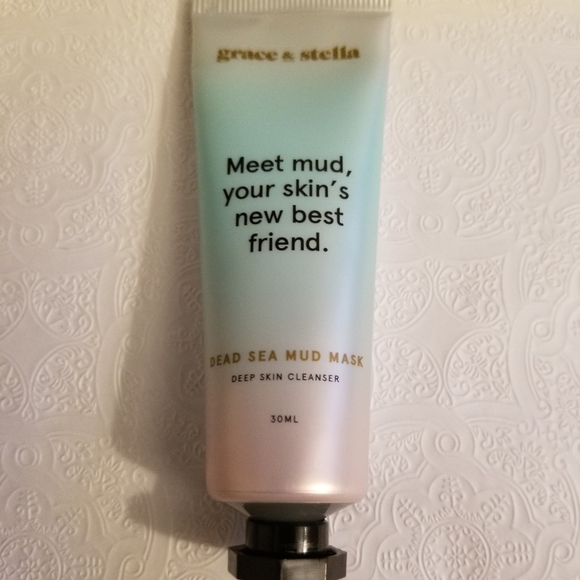 grace & stella
Meet mud,
your skin's
new best
friend.
DEAD SEA MUD MASK
DEEP SKIN CLEANSER
30ML